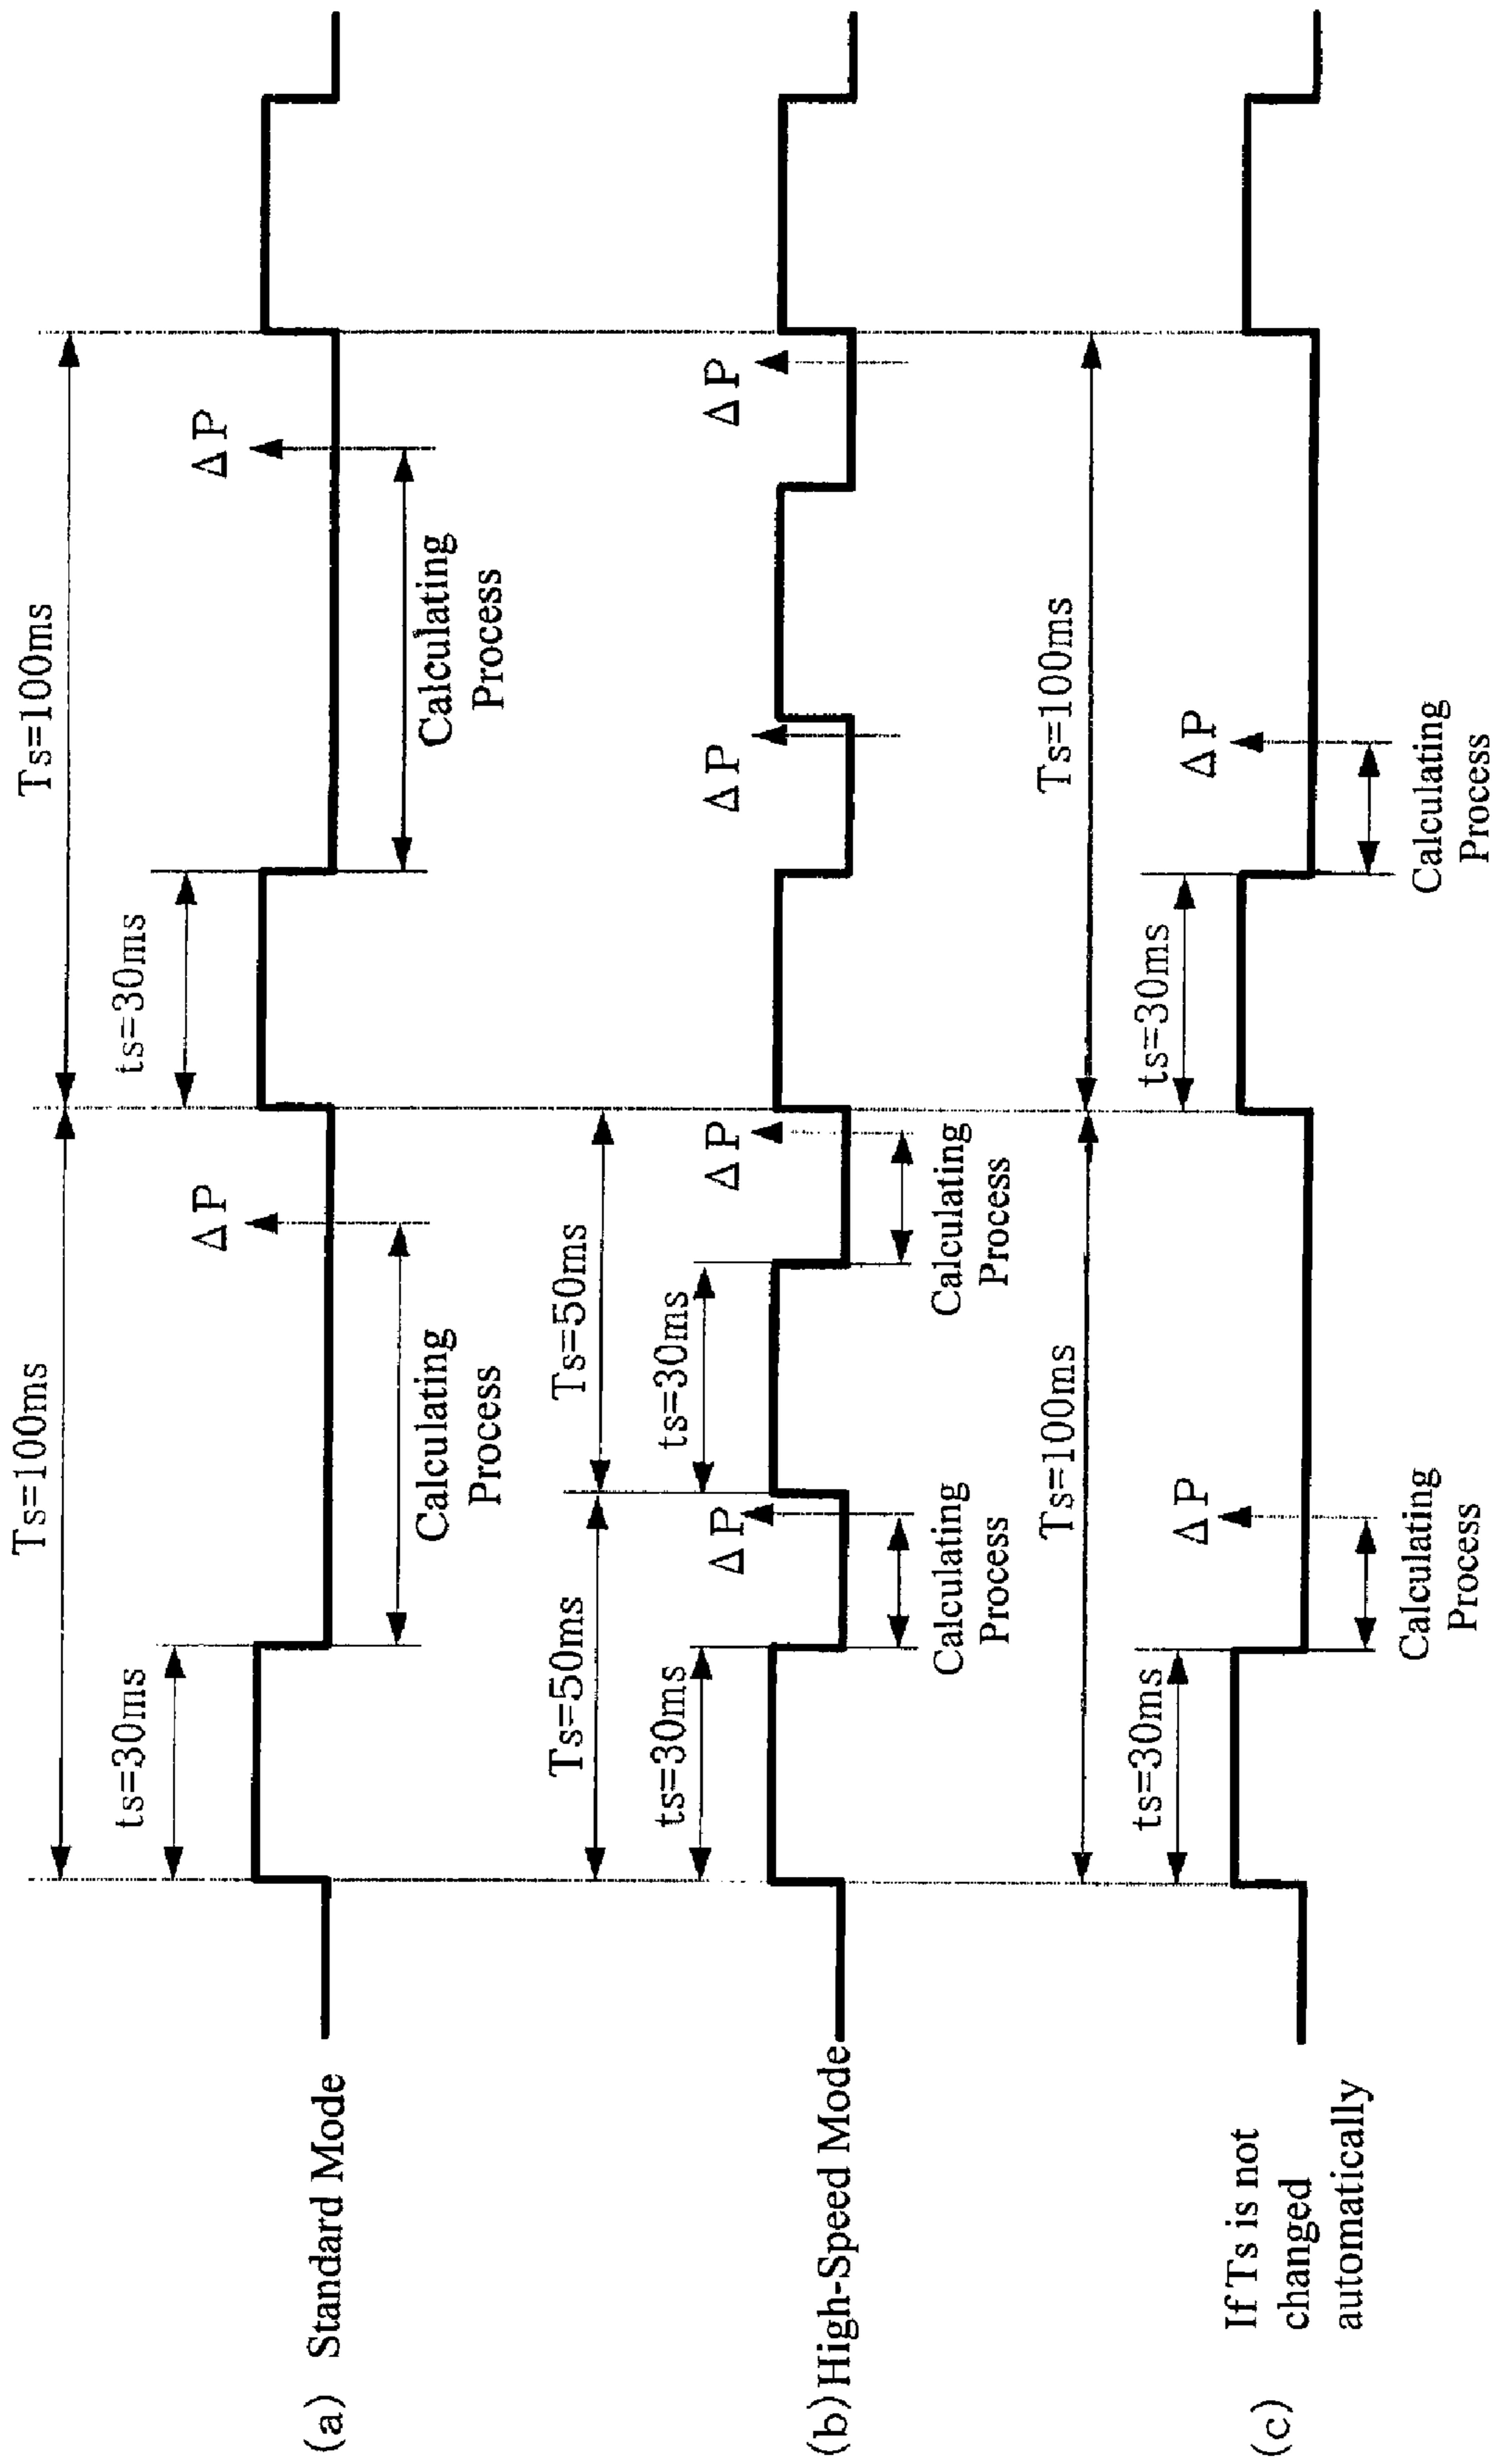 Ts=100ms
Ts=100ms
ts=30ms
ts=30ms
ΔP
ΔP
(a) Standard Mode
Calculating
Process
Calculating
Process
Ts=50ms
Ts=50ms
ts=30ms
ts=30ms
ΔP
ΔP
ΔP
ΔP
(b)High-Speed Mode
Calculating
Process
Calculating
Process
Ts=100ms
Ts=100ms
ts=30ms
ts=30ms
ΔP
ΔP
(c)
If Ts is not
changed
automatically
Calculating
Process
Calculating
Process